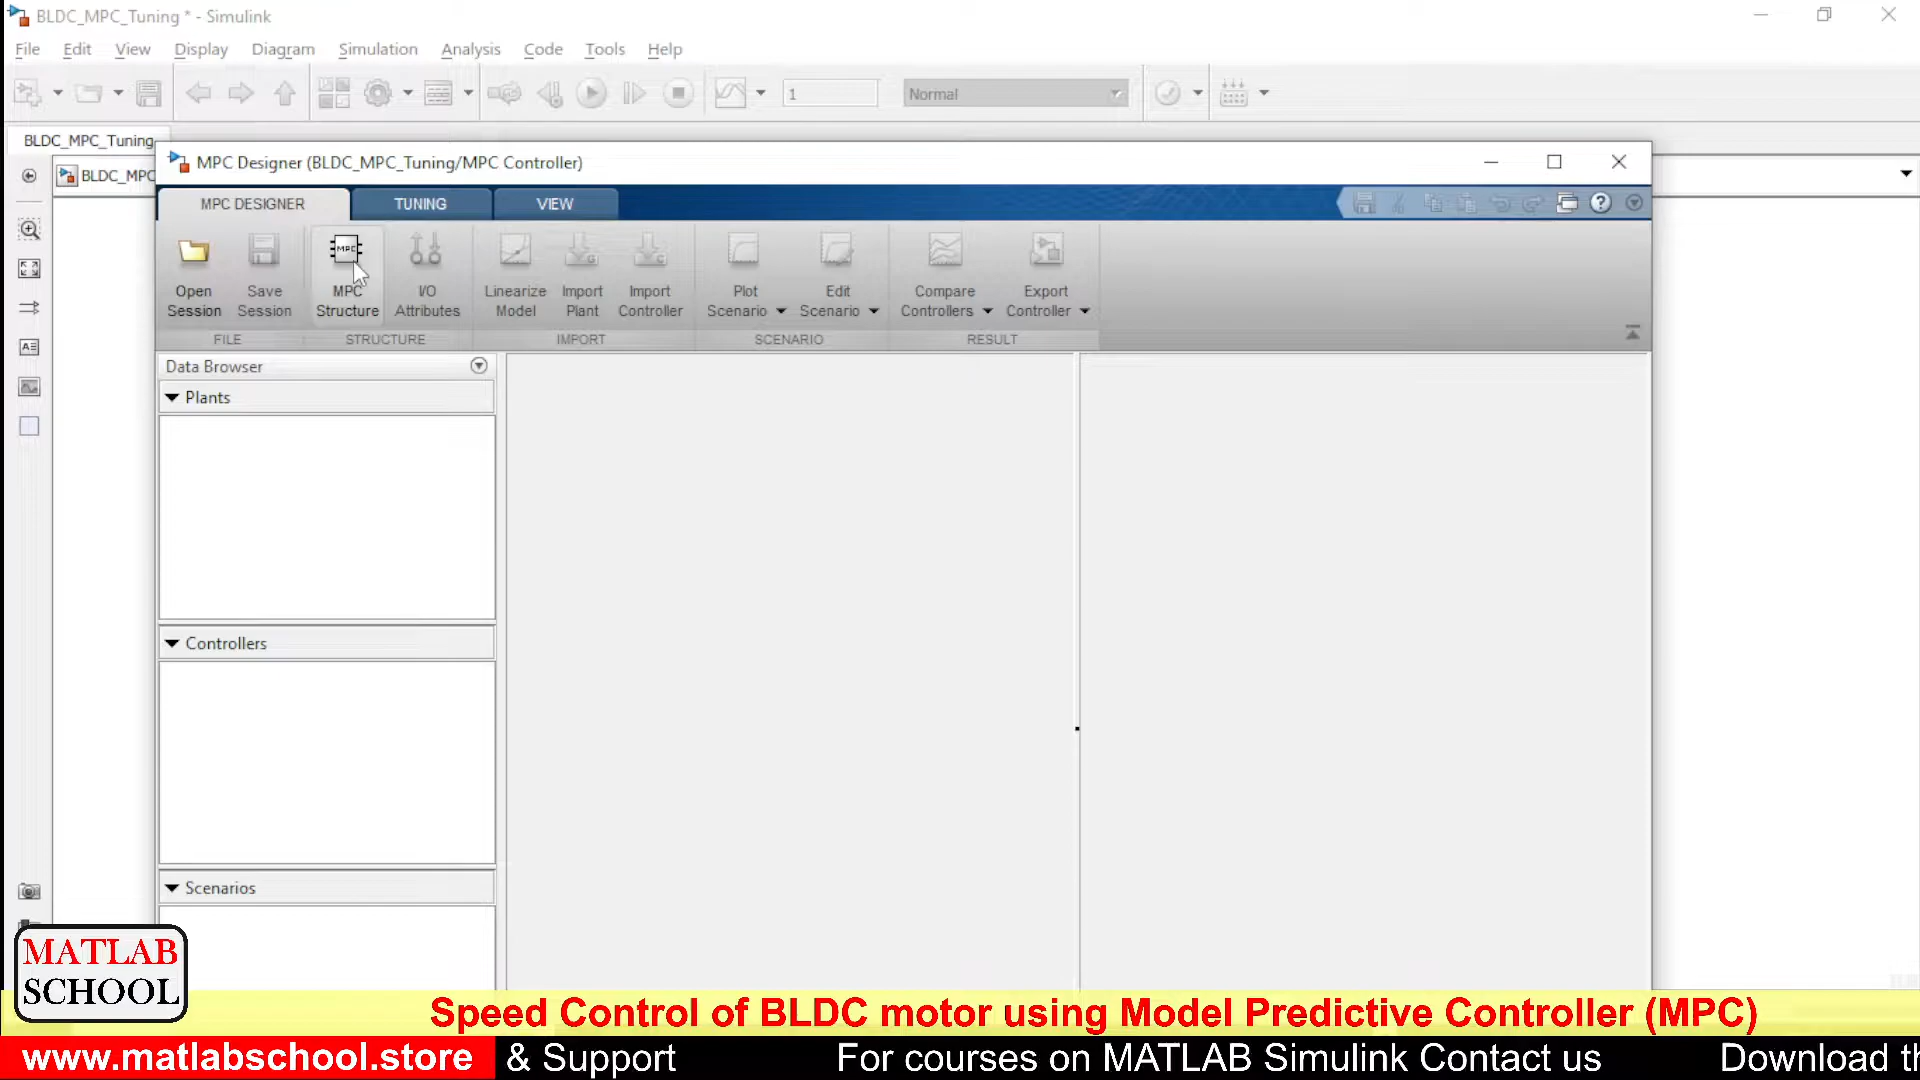 BLDC_MPC_Tuning * - Simulink
File Edit View Display Diagram Simulation Analysis Code Tools Help
1 Normal
BLDC_MPC_Tuning
BLDC_MPC
MPC Designer (BLDC_MPC_Tuning/MPC Controller)
MPC DESIGNER TUNING VIEW
MPC
Open Session
Save Session
MPC Structure
I/O Attributes
Linearize Model
Import Plant
Import Controller
Plot Scenario
Edit Scenario
Compare Controllers
Export Controller
FILE STRUCTURE IMPORT SCENARIO RESULT
Data Browser
Plants
Controllers
Scenarios
MATLAB
SCHOOL
Speed Control of BLDC motor using Model Predictive Controller (MPC)
www.matlabschool.store & Support For courses on MATLAB Simulink Contact us Download th